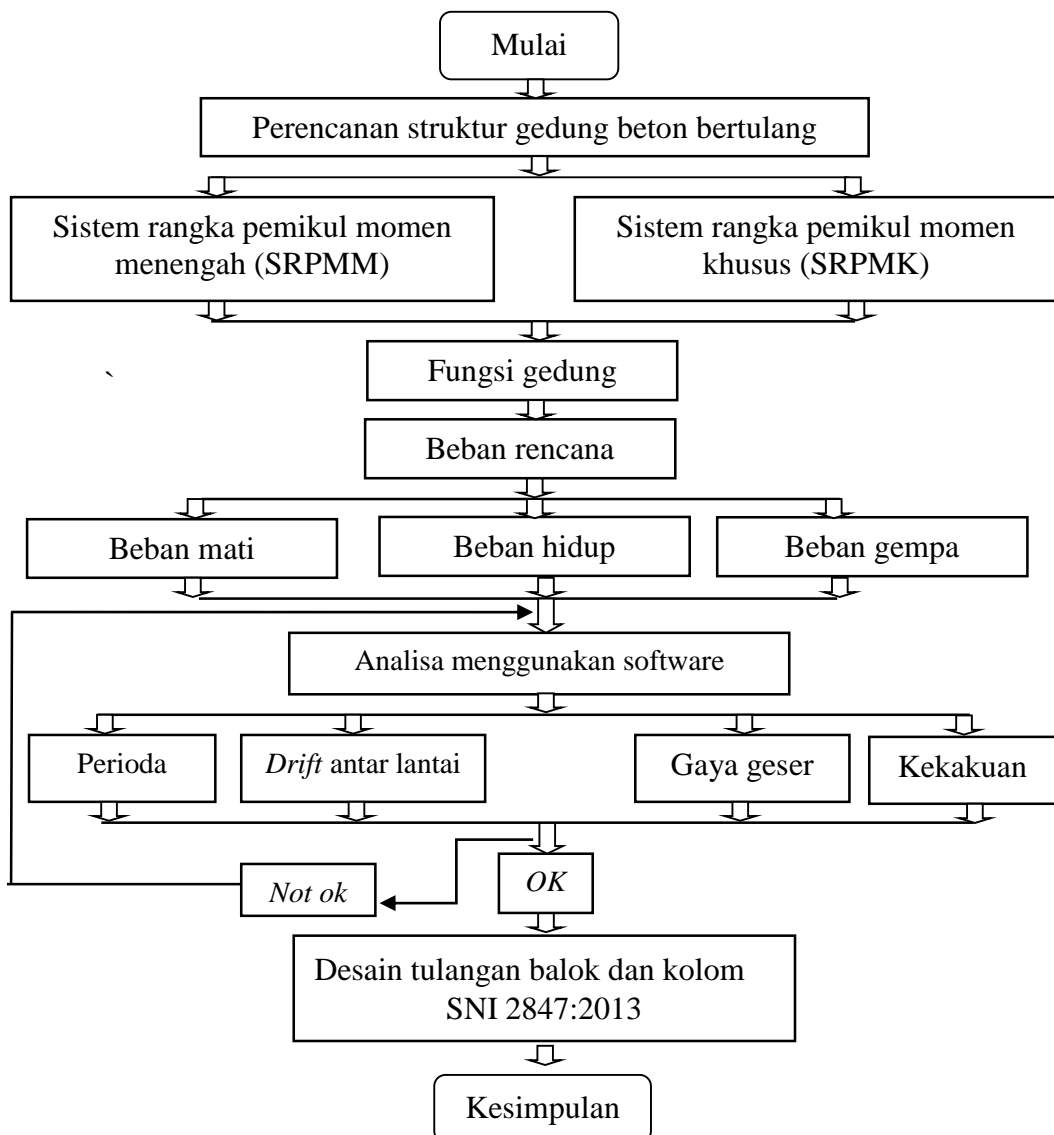 Mulai
Perencanan struktur gedung beton bertulang
Sistem rangka pemikul momen
menengah (SRPMM)
Sistem rangka pemikul momen
khusus (SRPMK)
`
Fungsi gedung
Beban rencana
Beban mati
Beban hidup
Beban gempa
Analisa menggunakan software
Perioda
Drift antar lantai
Gaya geser
Kekakuan
Not ok
OK
Desain tulangan balok dan kolom
SNI 2847:2013
Kesimpulan